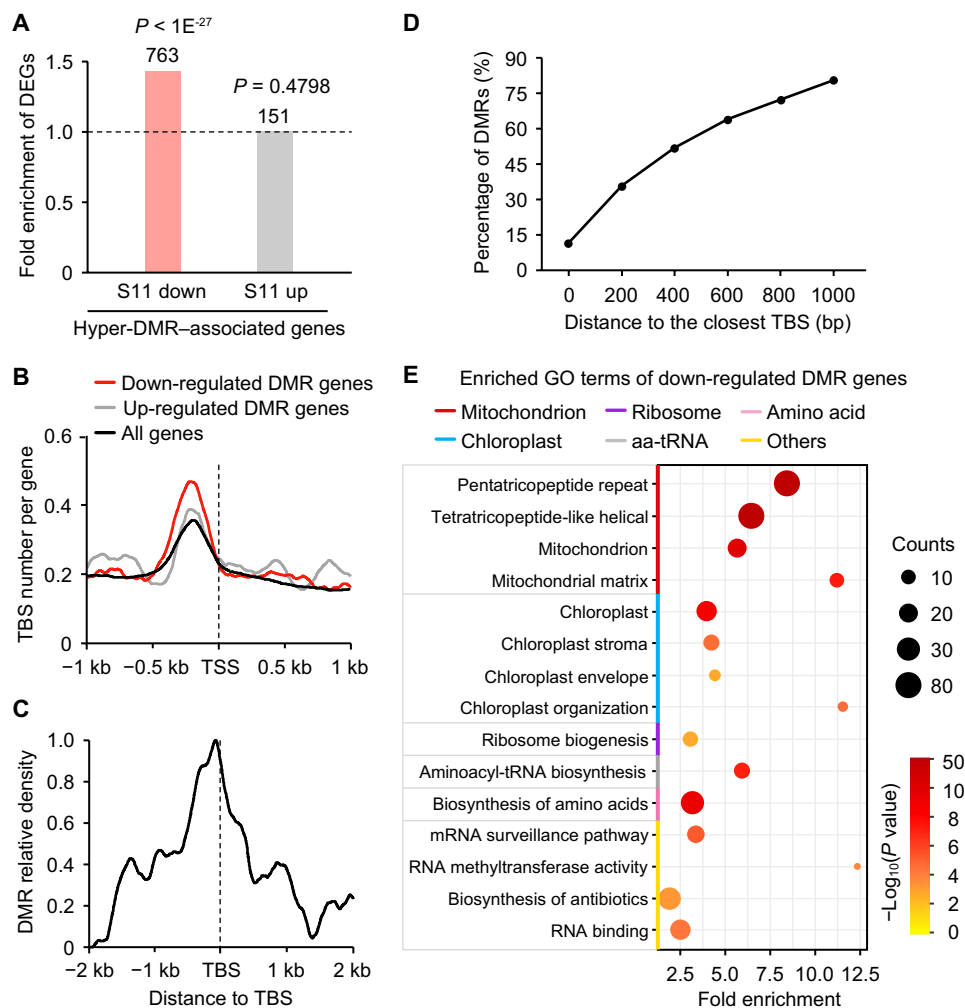 A
P < 1E-27
763
P = 0.4798
151
Fold enrichment of DEGs
1.5
1.0
0.5
0
S11 down
S11 up
Hyper-DMR–associated genes
D
Percentage of DMRs (%)
90
75
60
45
30
15
0
0 200 400 600 800 1000
Distance to the closest TBS (bp)
B
Down-regulated DMR genes
Up-regulated DMR genes
All genes
TBS number per gene
0.6
0.4
0.2
0
−1 kb −0.5 kb TSS 0.5 kb 1 kb
C
DMR relative density
1.0
0.8
0.6
0.4
0.2
0
−2 kb −1 kb TBS 1 kb 2 kb
Distance to TBS
E
Enriched GO terms of down-regulated DMR genes
Mitochondrion Ribosome Amino acid
Chloroplast aa-tRNA Others
Pentatricopeptide repeat
Tetratricopeptide-like helical
Mitochondrion
Mitochondrial matrix
Chloroplast
Chloroplast stroma
Chloroplast envelope
Chloroplast organization
Ribosome biogenesis
Aminoacyl-tRNA biosynthesis
Biosynthesis of amino acids
mRNA surveillance pathway
RNA methyltransferase activity
Biosynthesis of antibiotics
RNA binding
2.5 5.0 7.5 10.0 12.5
Fold enrichment
Counts
10
20
30
80
−Log10(P value)
50
10
8
6
4
2
0